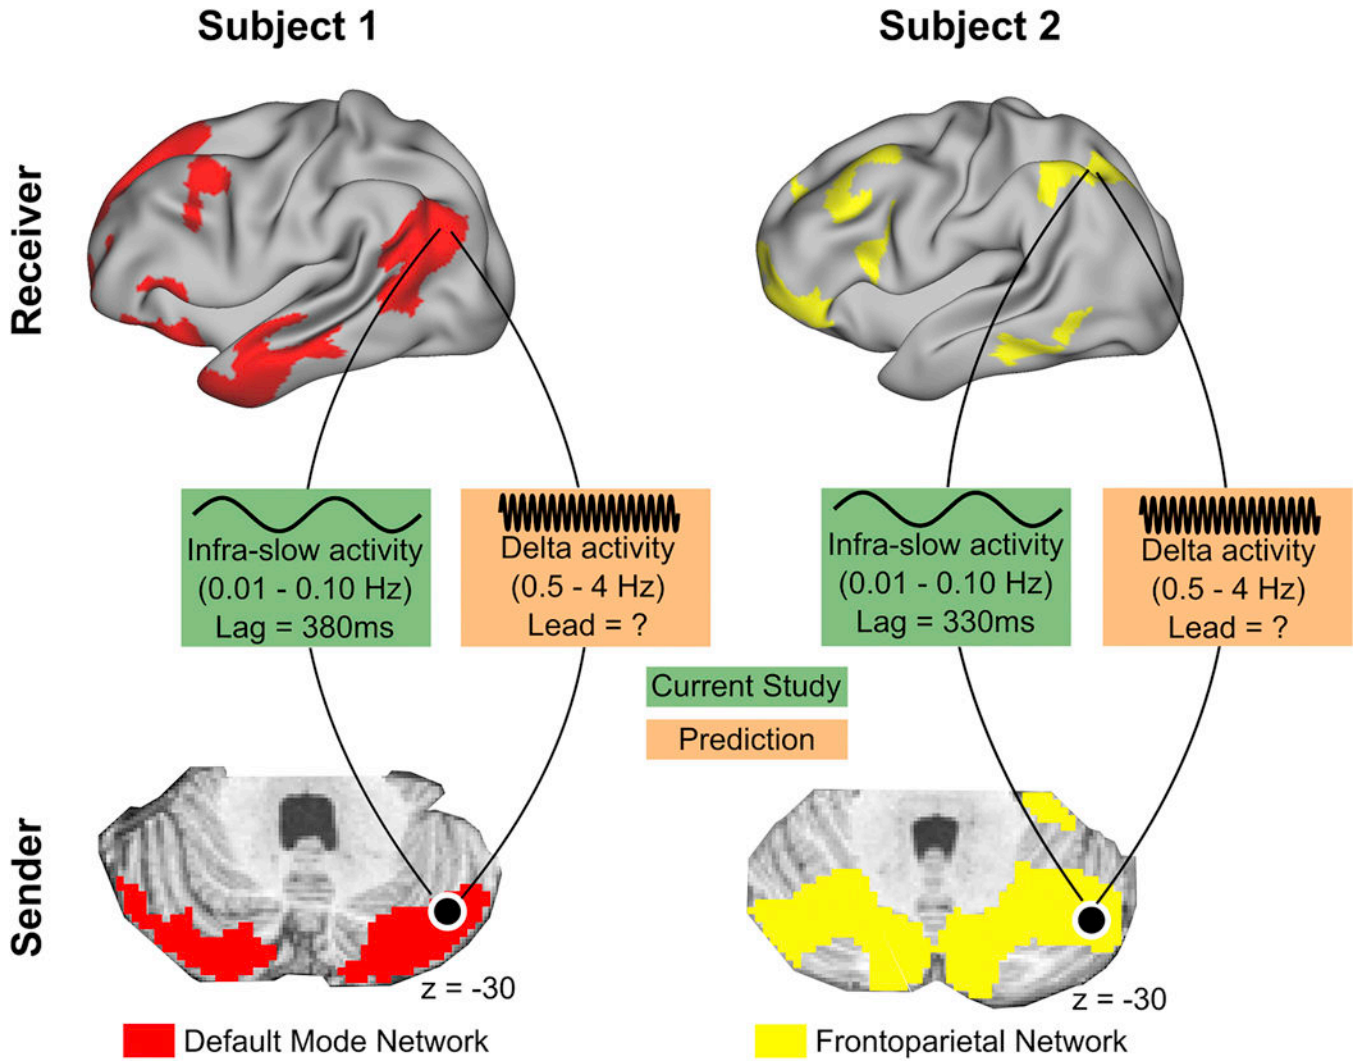 Subject 1
Subject 2
Receiver
Infra-slow activity
(0.01 - 0.10 Hz)
Lag = 380ms
Delta activity
(0.5 - 4 Hz)
Lead = ?
Infra-slow activity
(0.01 - 0.10 Hz)
Lag = 330ms
Delta activity
(0.5 - 4 Hz)
Lead = ?
Current Study
Prediction
Sender
z = -30
z = -30
Default Mode Network
Frontoparietal Network